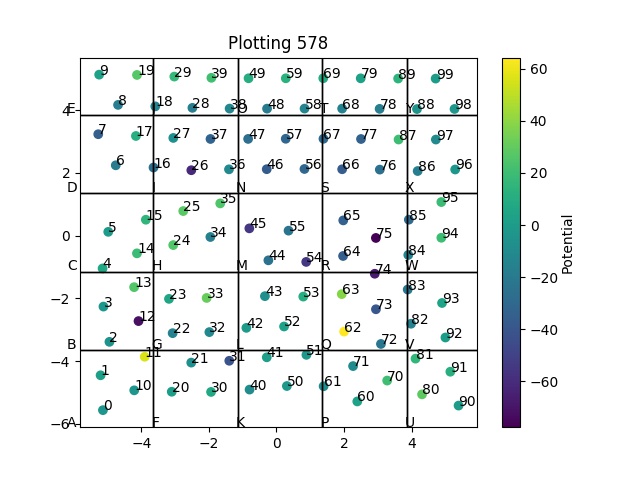 Plotting 578
9 19 29 39 49 59 69 79 89 99
8 18 28 38 48 58 68 78 88 98
4 E J O T Y 60
7 17 27 37 47 57 67 77 87 97
6 16 26 36 46 56 66 76 86 96
2 D I N S X 40
5 15 25 35 45 55 65 75 85 95
0 4 14 24 34 44 54 64 74 84 94 20
C H M R W 0
−2 3 13 23 33 43 53 63 73 83 93 −20
2 12 22 32 42 52 62 72 82 92
−4 B G L Q V −40
1 11 21 31 41 51 61 71 81 91
0 10 20 30 40 50 60 70 80 90
−6 A F K P U −60
−4 −2 0 2 4
Potential